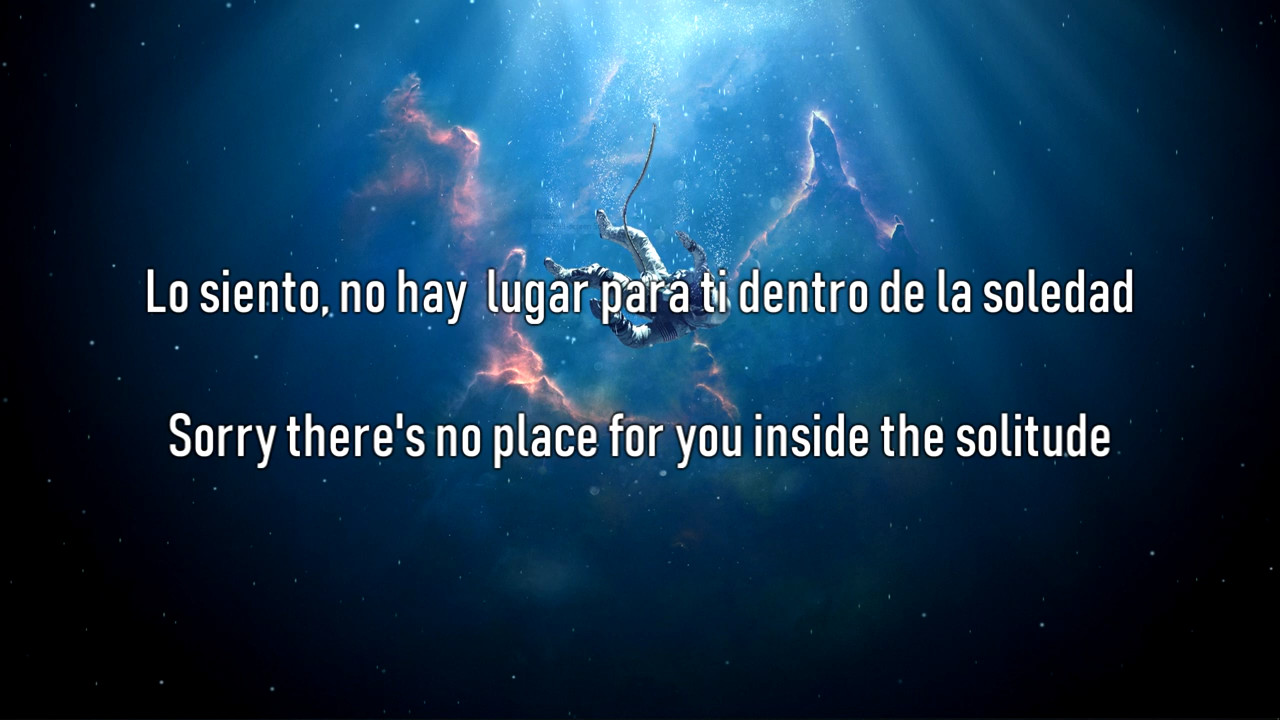 Lo siento, no hay  lugar para ti dentro de la soledad
Sorry there's no place for you inside the solitude